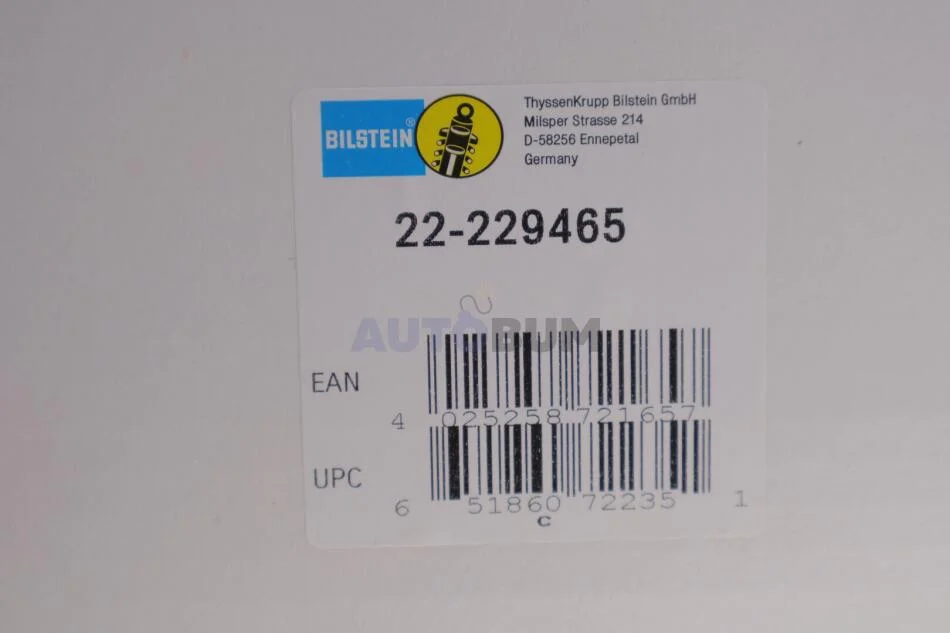 BILSTEIN®
ThyssenKrupp Bilstein GmbH
Milsper Strasse 214
D-58256 Ennepetal
Germany
22-229465
AUTOBUM
EAN
4 025258 721657
UPC
6 51860 72235 1
C